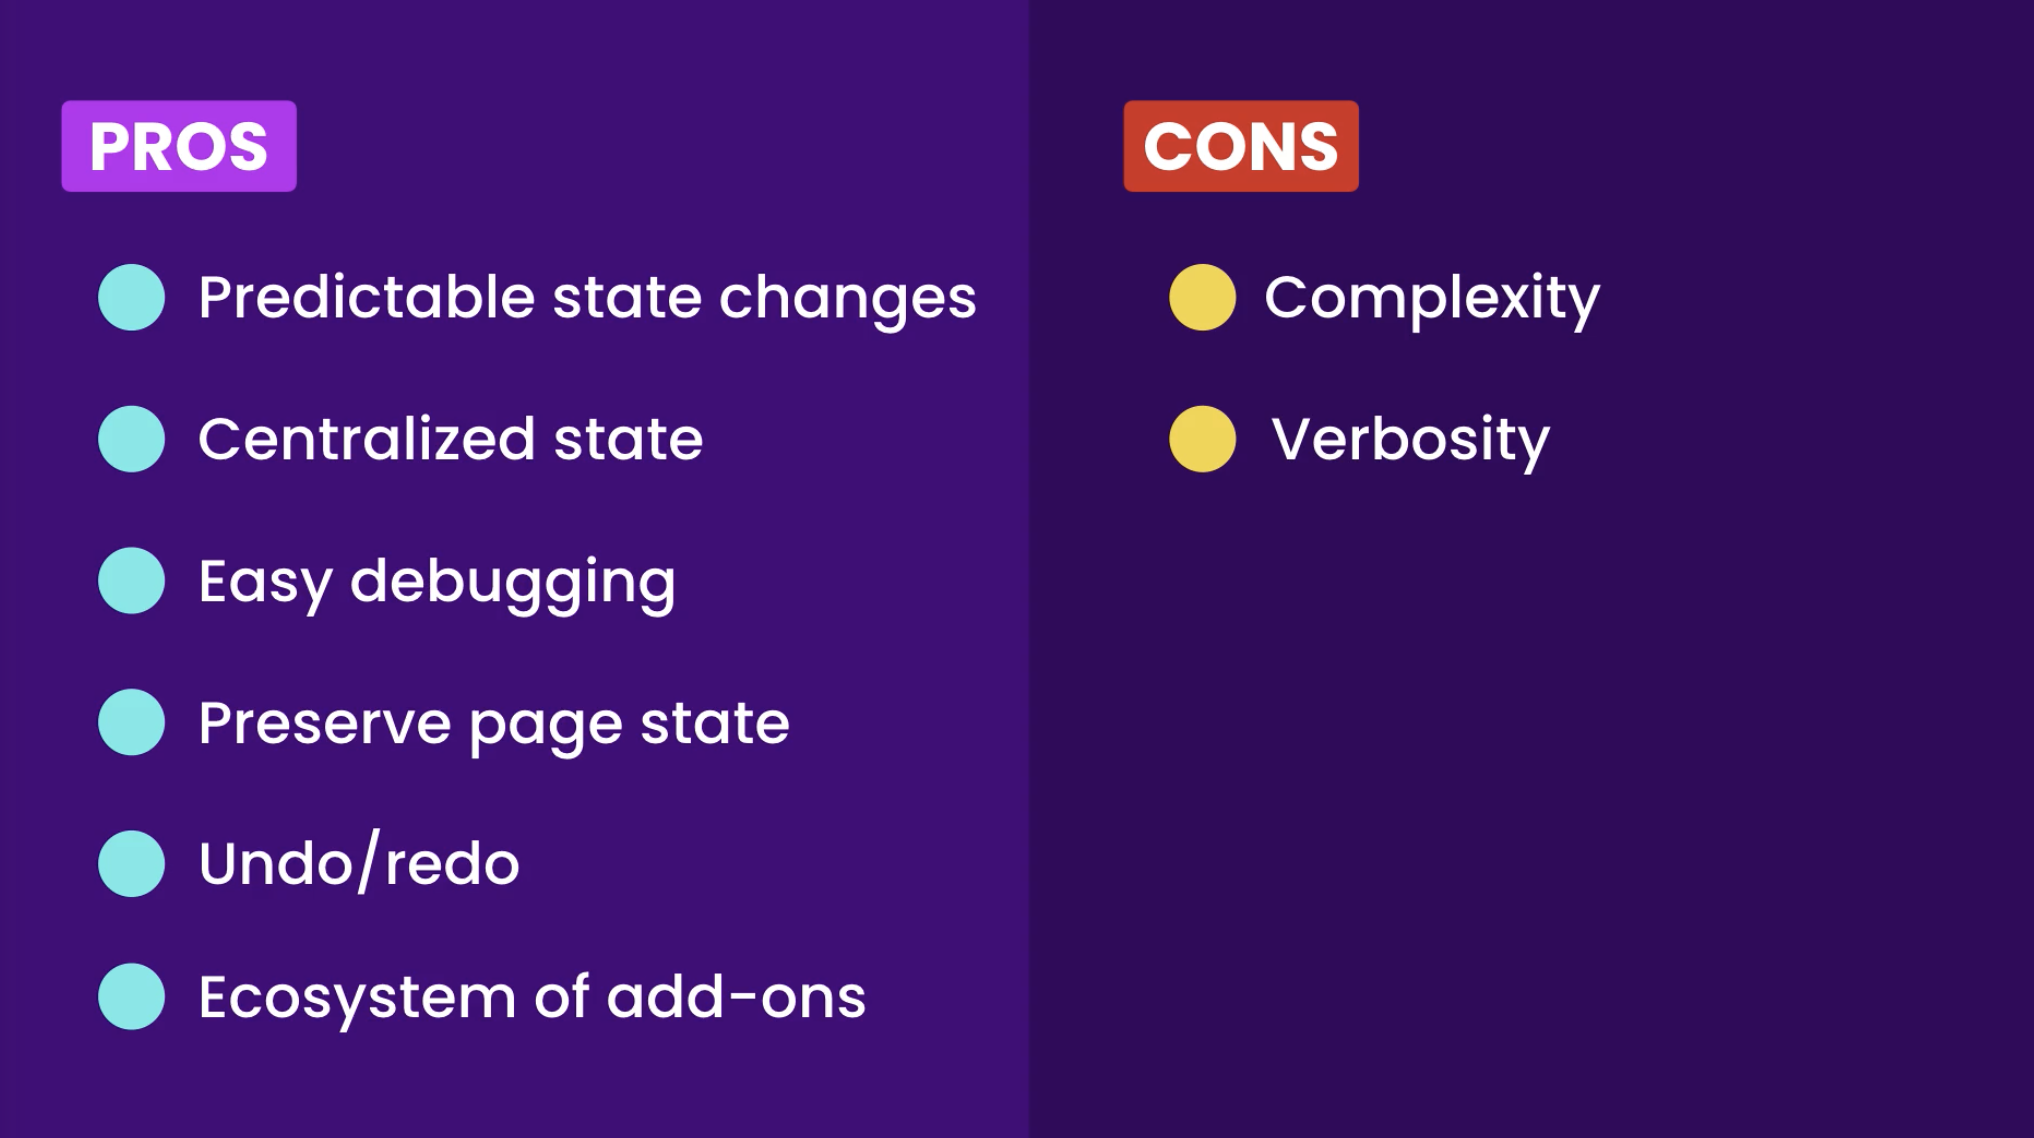 PROS
Predictable state changes
Centralized state
Easy debugging
Preserve page state
Undo/redo
Ecosystem of add-ons
CONS
Complexity
Verbosity